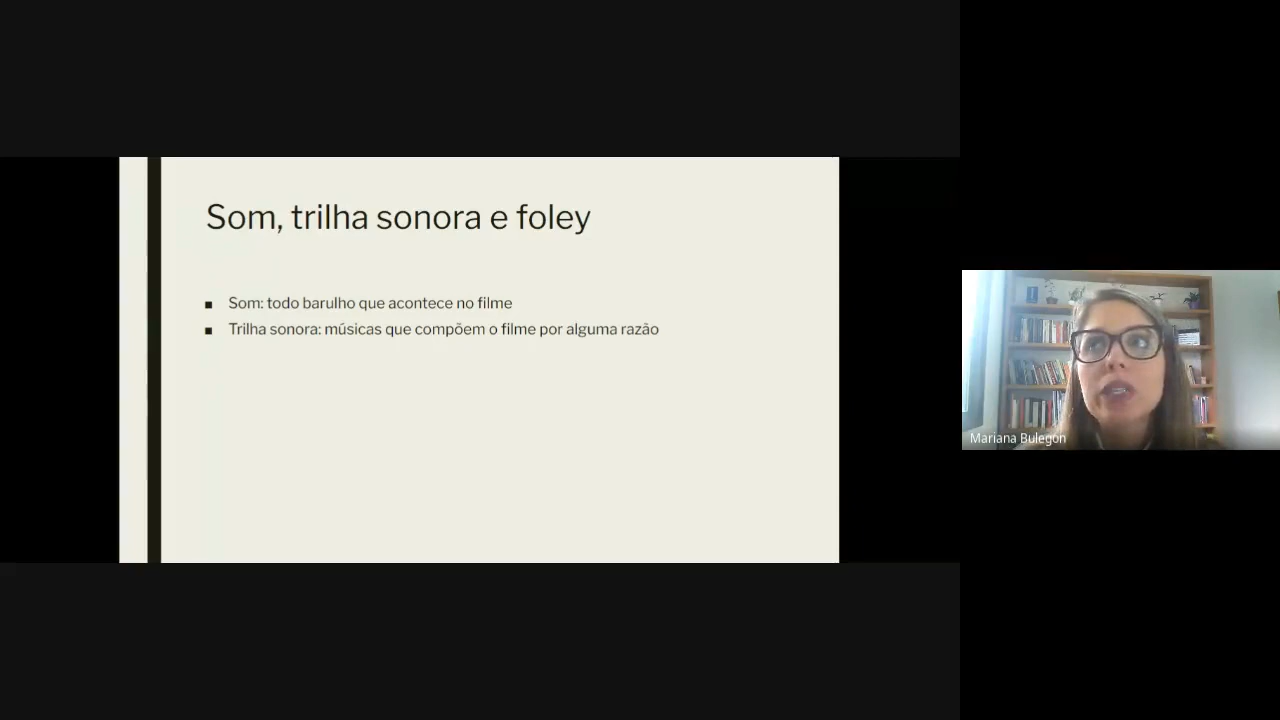 Som, trilha sonora e foley
Som: todo barulho que acontece no filme
Trilha sonora: músicas que compõem o filme por alguma razão
Mariana Bulegon